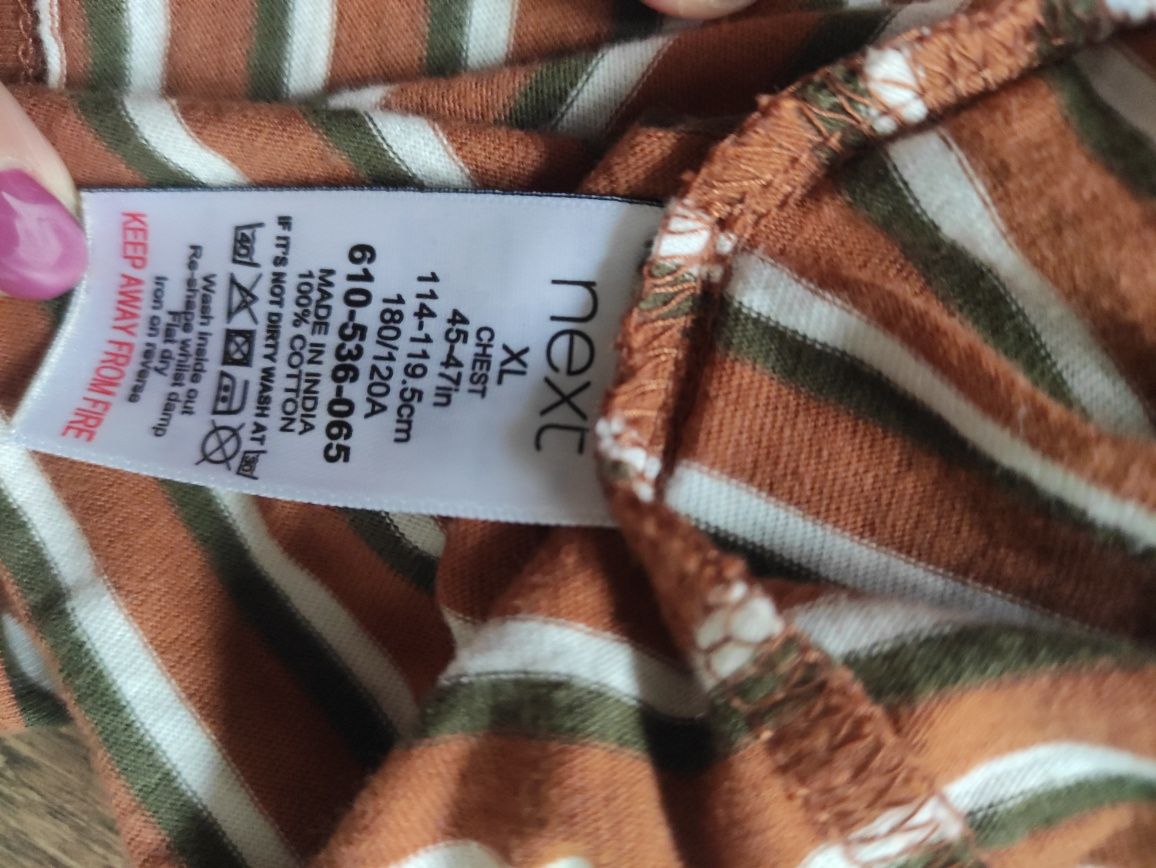 next
XL
CHEST
45-47in
114-119.5cm
180/120A
610-536-065
MADE IN INDIA
100% COTTON
IF IT'S NOT DIRTY WASH AT 30
40
Wash inside out
Re-shape whilst damp
Flat dry
Iron on reverse
KEEP AWAY FROM FIRE